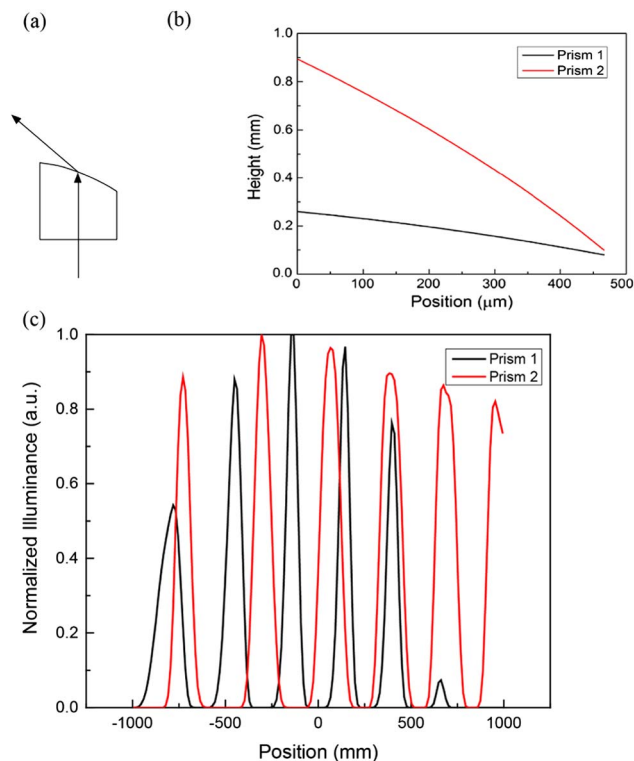 (a)
(b)
1.0
0.8
0.6
0.4
0.2
0.0
Height (mm)
Prism 1
Prism 2
0
100
200
300
400
500
Position (μm)
(c)
1.0
0.8
0.6
0.4
0.2
0.0
Normalized Illuminance (a.u.)
Prism 1
Prism 2
-1000
-500
0
500
1000
Position (mm)